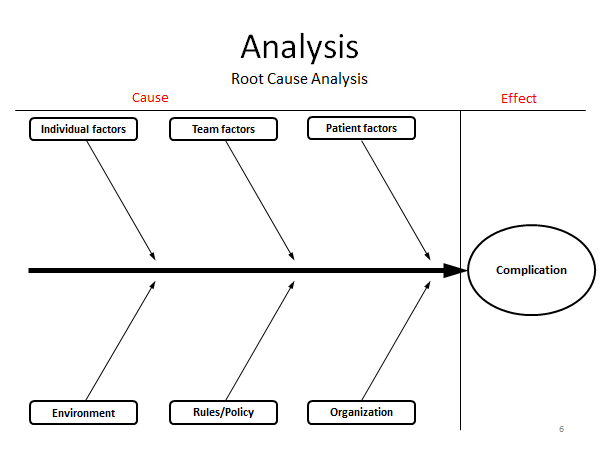 Analysis
Root Cause Analysis
Cause
Effect
Individual factors
Team factors
Patient factors
Complication
Environment
Rules/Policy
Organization
6